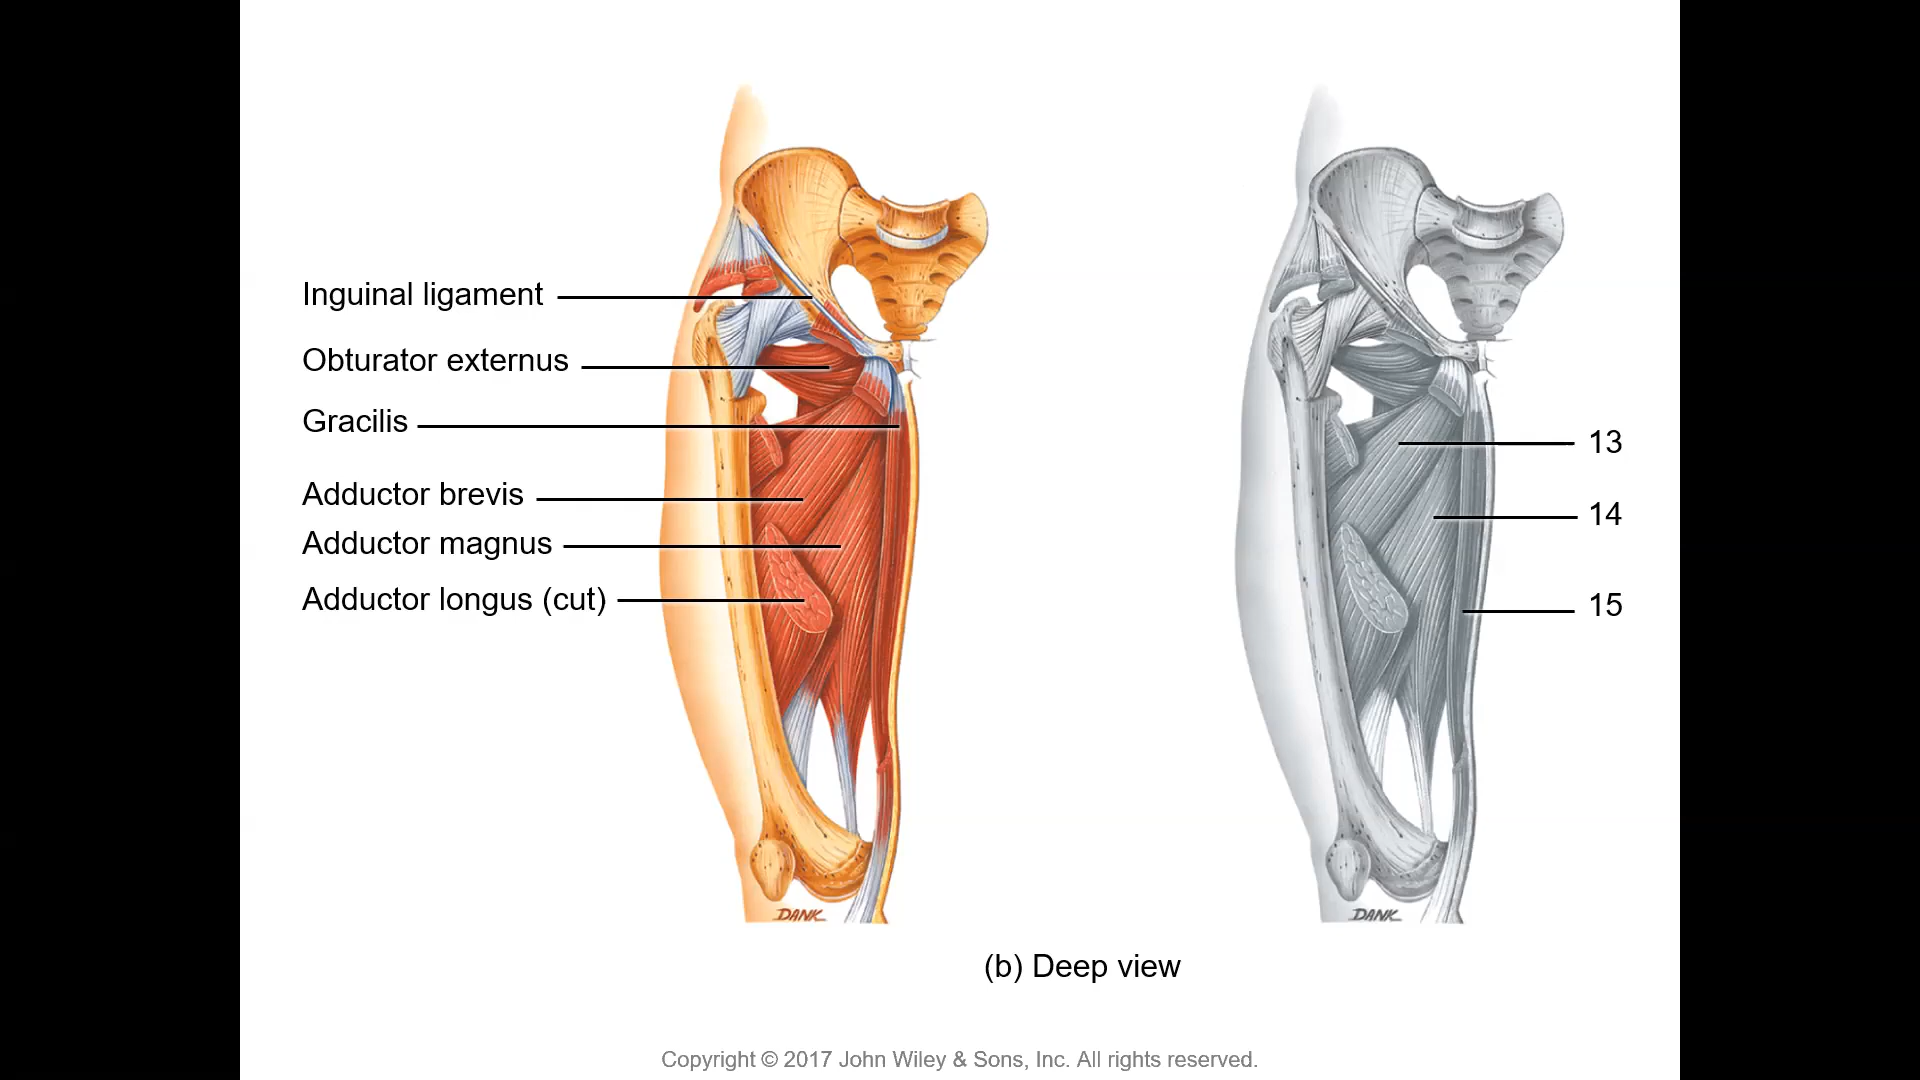 Inguinal ligament
Obturator externus
Gracilis
Adductor brevis
Adductor magnus
Adductor longus (cut)
13
14
15
DANK
DANK
(b) Deep view
Copyright © 2017 John Wiley & Sons, Inc. All rights reserved.